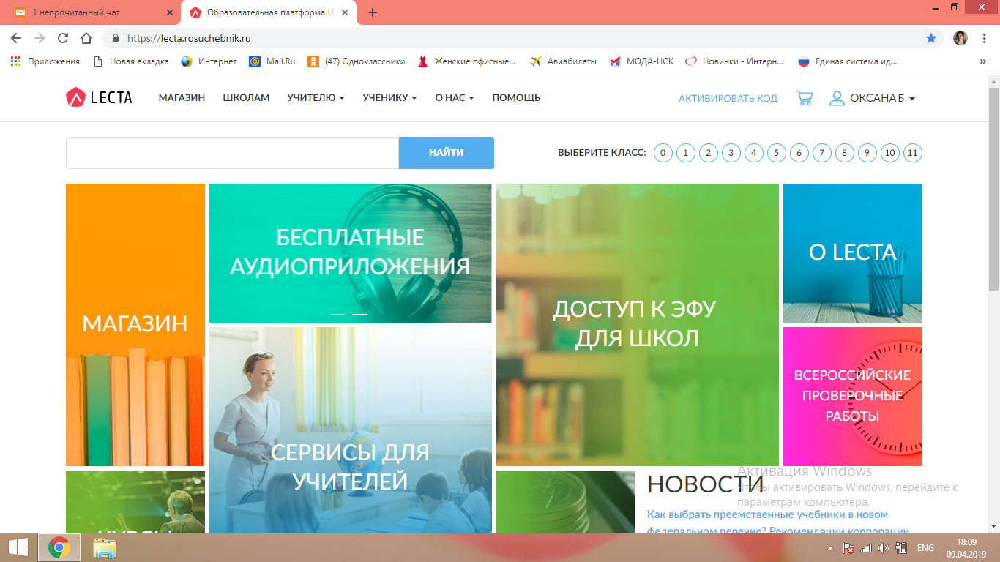 1 непрочитанный чат
Образовательная платформа LE
https://lecta.rosuchebnik.ru
Приложения Новая вкладка Интернет Mail.Ru (47) Одноклассники Женские офисные... Авиабилеты МОДА-НСК Новинки - Интерн... Единая система ид... »
LECTA МАГАЗИН ШКОЛАМ УЧИТЕЛЮ УЧЕНИКУ О НАС ПОМОЩЬ АКТИВИРОВАТЬ КОД ОКСАНА Б
НАЙТИ ВЫБЕРИТЕ КЛАСС: 0 1 2 3 4 5 6 7 8 9 10 11
МАГАЗИН
БЕСПЛАТНЫЕ
АУДИОПРИЛОЖЕНИЯ
СЕРВИСЫ ДЛЯ
УЧИТЕЛЕЙ
ДОСТУП К ЭФУ
ДЛЯ ШКОЛ
О LECTA
ВСЕРОССИЙСКИЕ
ПРОВЕРОЧНЫЕ
РАБОТЫ
КУРСЫ
НОВОСТИ
Как выбрать преемственные учебники в новом
федеральном перечне? Рекомендации корпорации
Активация Windows
Чтобы активировать Windows, перейдите к
параметрам компьютера.
ENG
18:09
09.04.2019